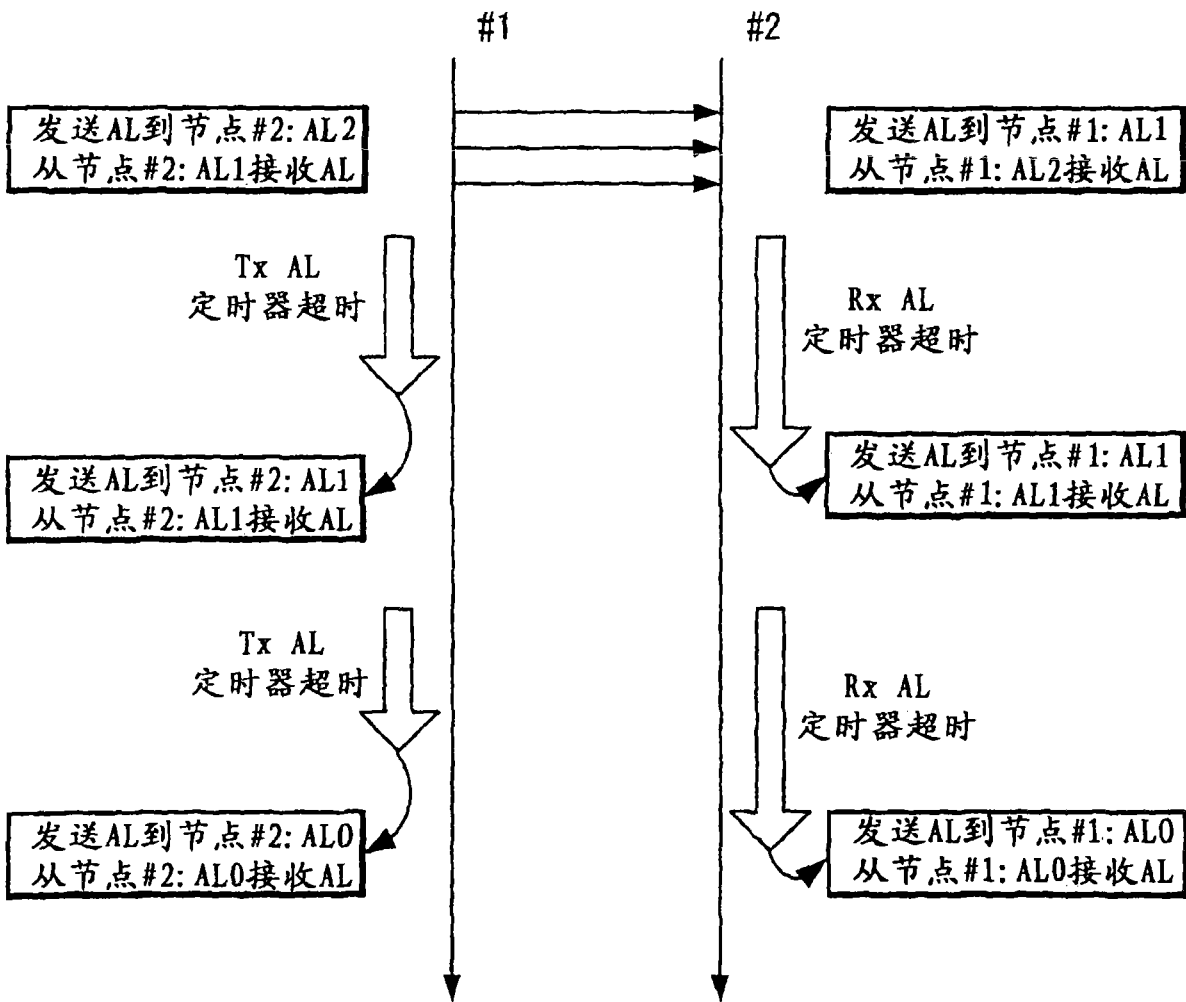 #1
#2
发送AL到节点#2: AL2
从节点#2: AL1接收AL
发送AL到节点#1: AL1
从节点#1: AL2接收AL
Tx AL
定时器超时
Rx AL
定时器超时
发送AL到节点#2: AL1
从节点#2: AL1接收AL
发送AL到节点#1: AL1
从节点#1: AL1接收AL
Tx AL
定时器超时
Rx AL
定时器超时
发送AL到节点#2: AL0
从节点#2: AL0接收AL
发送AL到节点#1: AL0
从节点#1: AL0接收AL